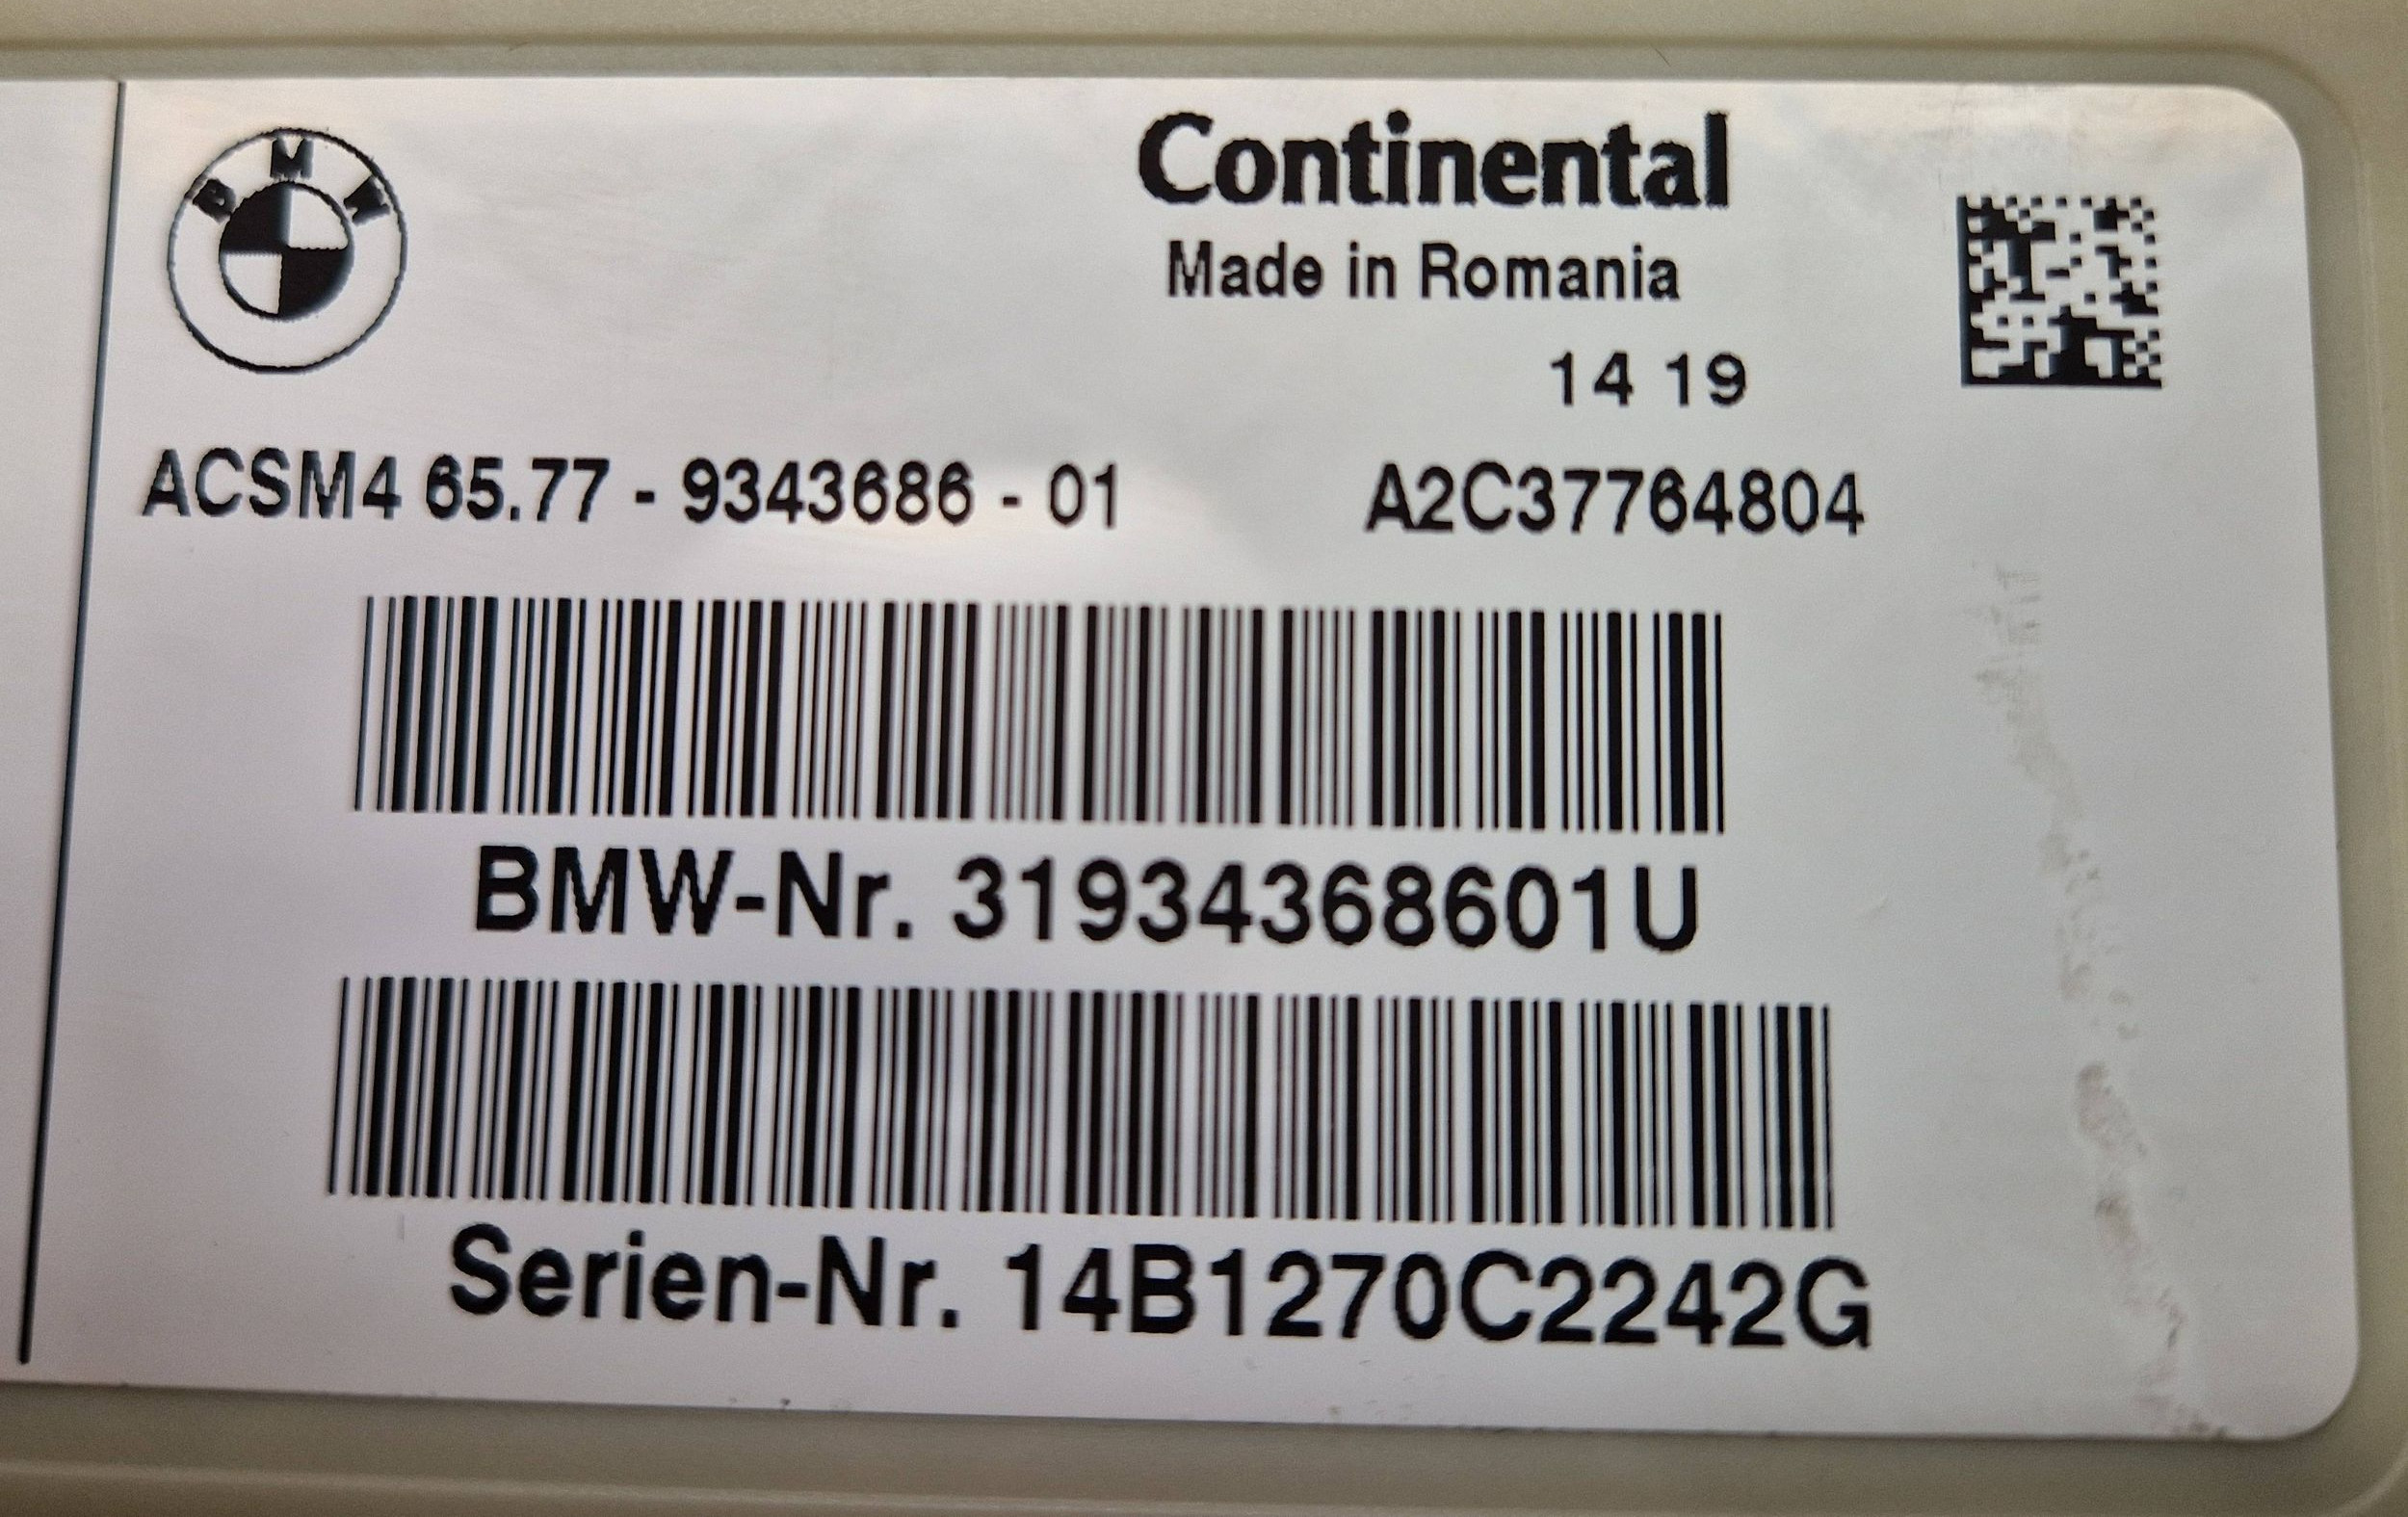 BMW
Continental
Made in Romania
14 19
ACSM4 65.77 - 9343686 - 01 A2C37764804
BMW-Nr. 31934368601U
Serien-Nr. 14B1270C2242G